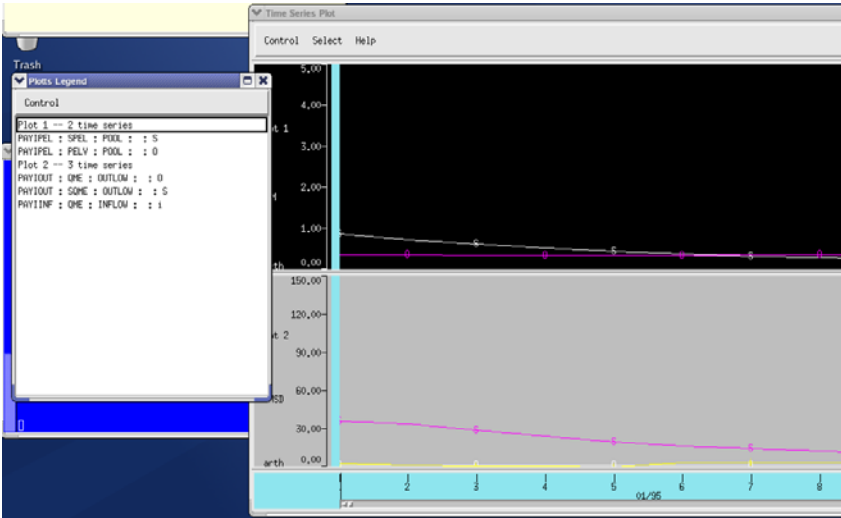 Time Series Plot
Control Select Help
Trash
Plotts Legend
Control
Plot 1 -- 2 time series
PAYIPEL : SPEL : POOL : : S
PAYIPEL : PELV : POOL : : O
Plot 2 -- 3 time series
PAYIOUT : QME : OUTLOW : : O
PAYIOUT : SQME : OUTLOW : : S
PAYIINF : QME : INFLOW : : i
5.00
4.00
3.00
2.00
1.00
0.00
S S S
O O O O
150.00
120.00
90.00
60.00
30.00
0.00
S S S
2 3 4 5 6 7 8
01/95